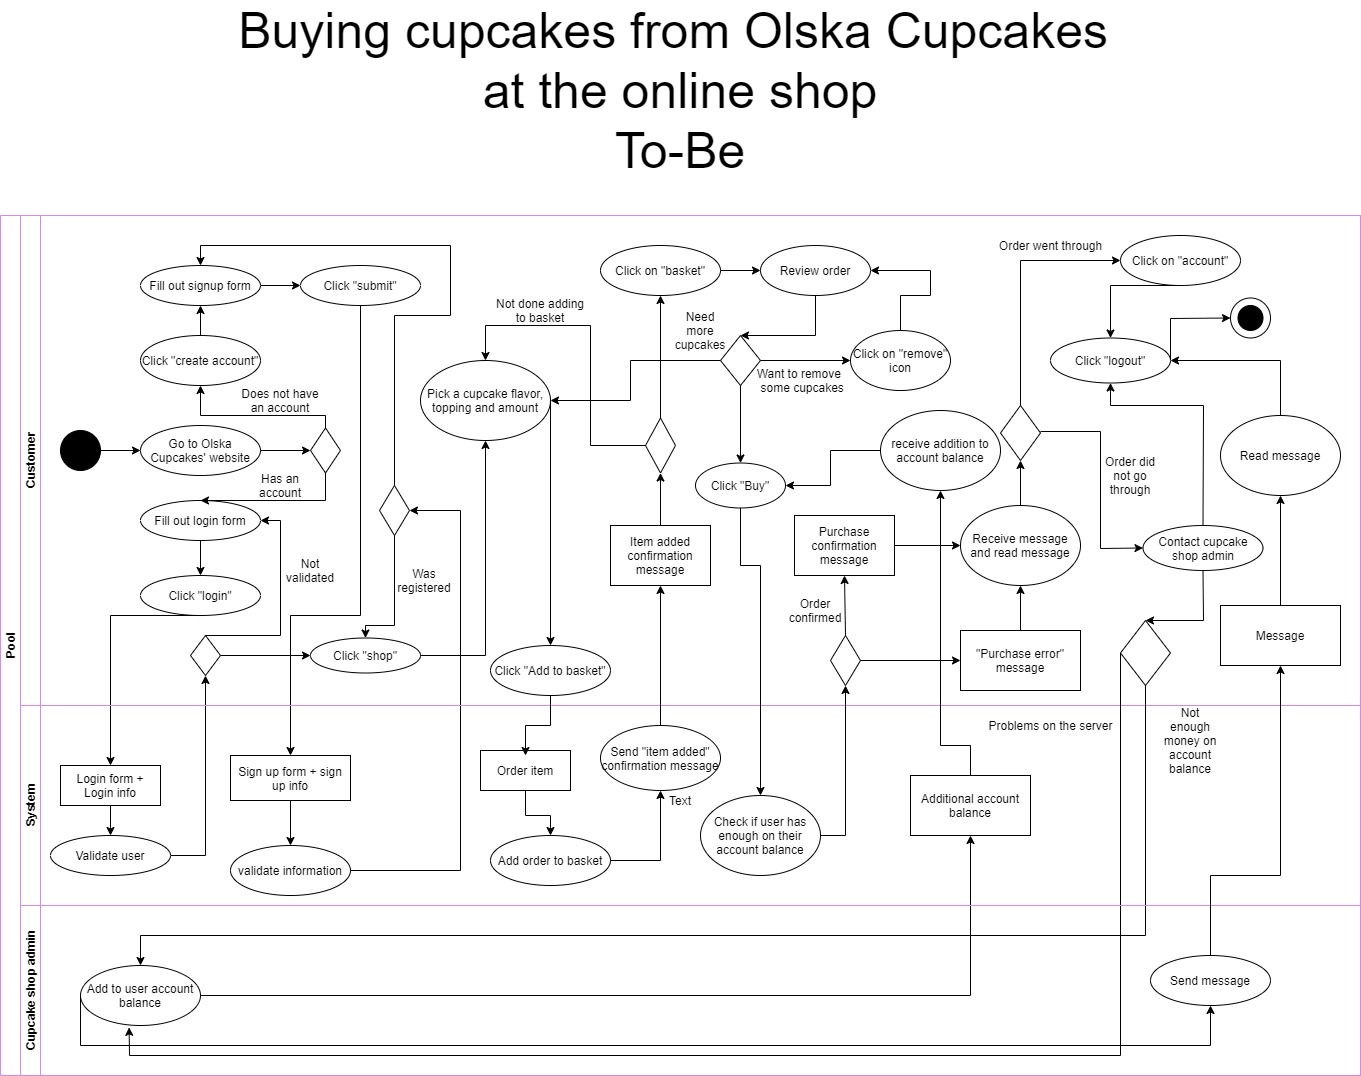 Buying cupcakes from Olska Cupcakes
at the online shop
To-Be
Pool
Customer
System
Cupcake shop admin
Fill out signup form
Click "submit"
Click "create account"
Does not have
an account
Go to Olska
Cupcakes' website
Has an
account
Fill out login form
Not
validated
Click "login"
Was
registered
Click "shop"
Not done adding
to basket
Pick a cupcake flavor,
topping and amount
Click "Add to basket"
Click on "basket"
Review order
Need
more
cupcakes
Want to remove
some cupcakes
Click on "remove"
icon
Click "Buy"
receive addition to
account balance
Item added
confirmation
message
Purchase
confirmation
message
Receive message
and read message
Order
confirmed
"Purchase error"
message
Order went through
Click on "account"
Click "logout"
Order did
not go
through
Contact cupcake
shop admin
Read message
Message
Problems on the server
Not
enough
money on
account
balance
Login form +
Login info
Validate user
Sign up form + sign
up info
validate information
Order item
Add order to basket
Send "item added"
confirmation message
Text
Check if user has
enough on their
account balance
Additional account
balance
Add to user account
balance
Send message